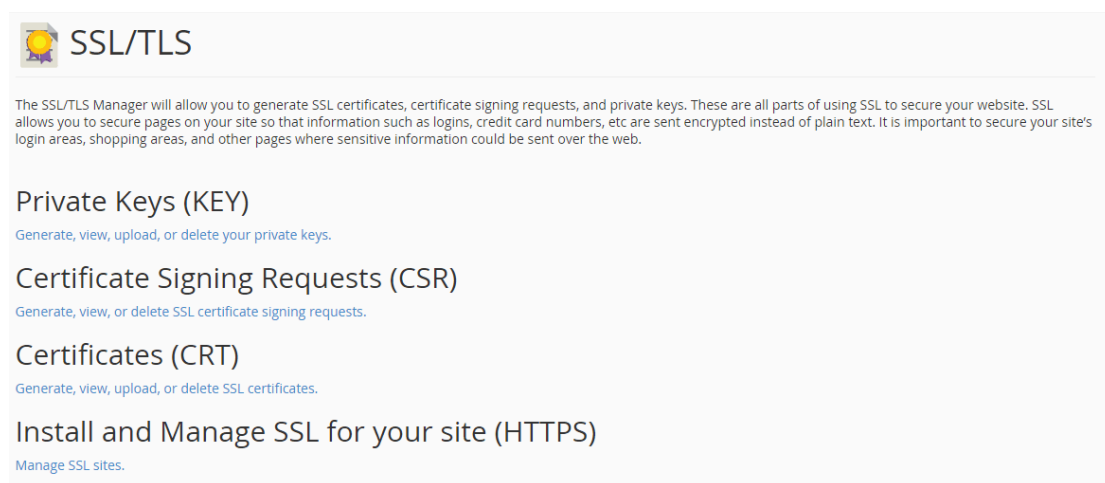 SSL/TLS
The SSL/TLS Manager will allow you to generate SSL certificates, certificate signing requests, and private keys. These are all parts of using SSL to secure your website. SSL
allows you to secure pages on your site so that information such as logins, credit card numbers, etc are sent encrypted instead of plain text. It is important to secure your site’s
login areas, shopping areas, and other pages where sensitive information could be sent over the web.
Private Keys (KEY)
Generate, view, upload, or delete your private keys.
Certificate Signing Requests (CSR)
Generate, view, or delete SSL certificate signing requests.
Certificates (CRT)
Generate, view, upload, or delete SSL certificates.
Install and Manage SSL for your site (HTTPS)
Manage SSL sites.